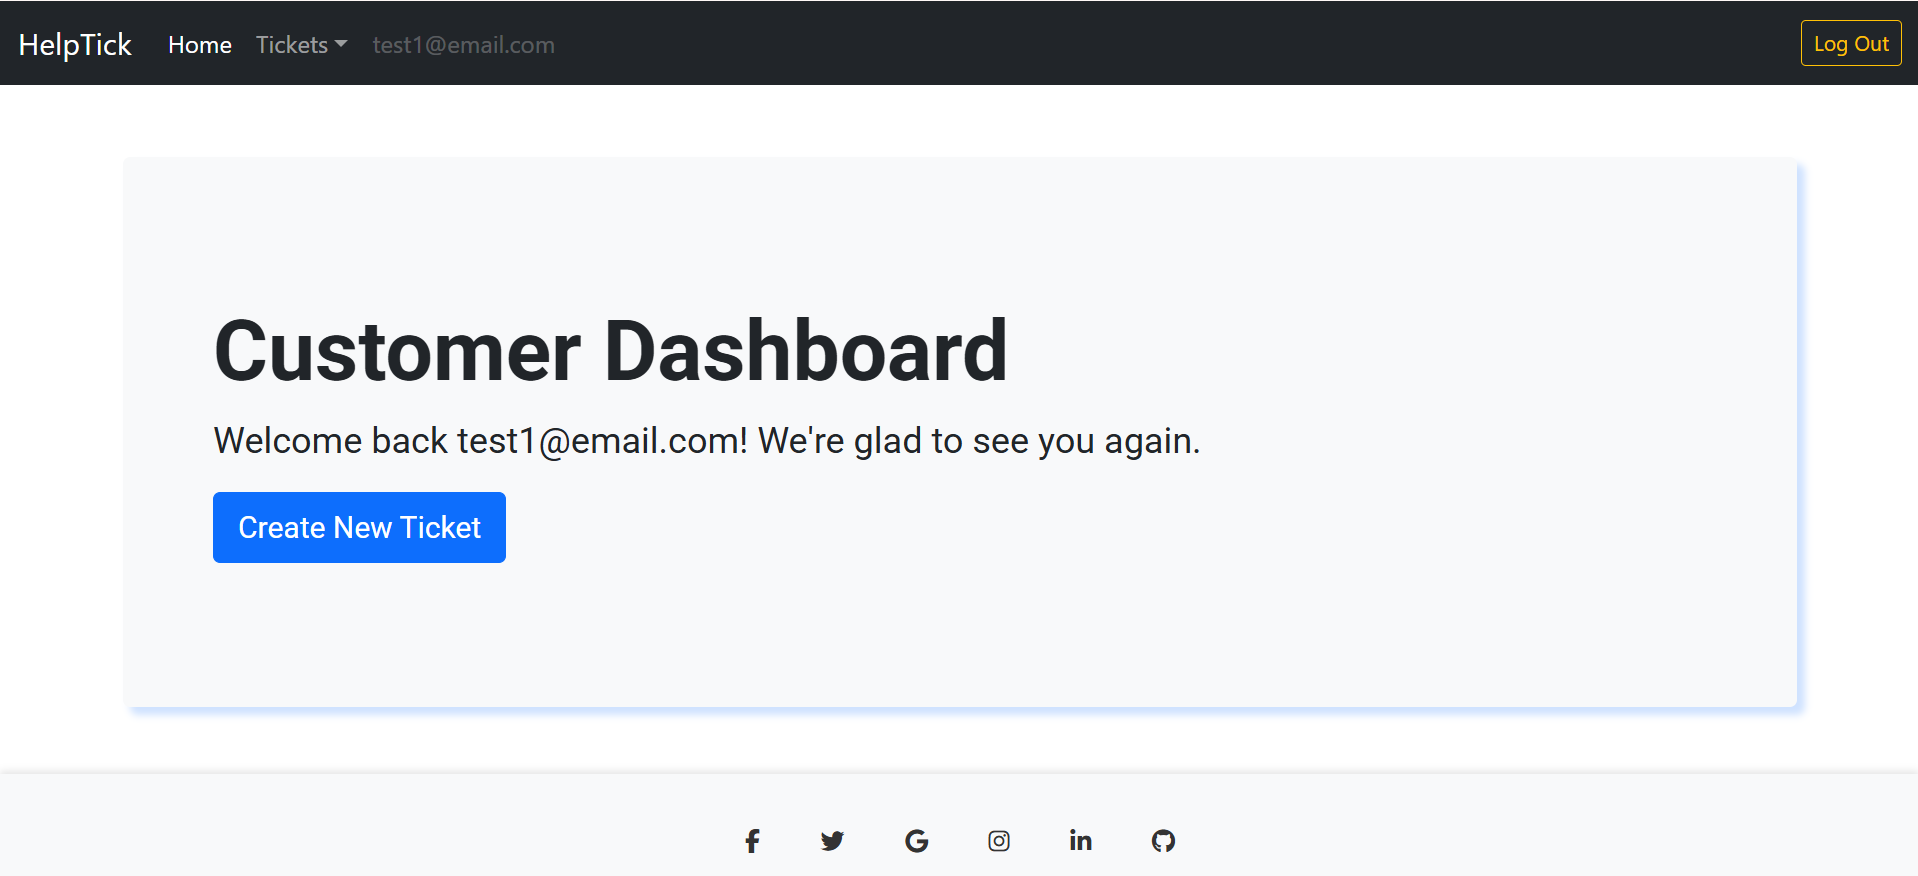 HelpTick Home Tickets test1@email.com Log Out
Customer Dashboard
Welcome back test1@email.com! We're glad to see you again.
Create New Ticket